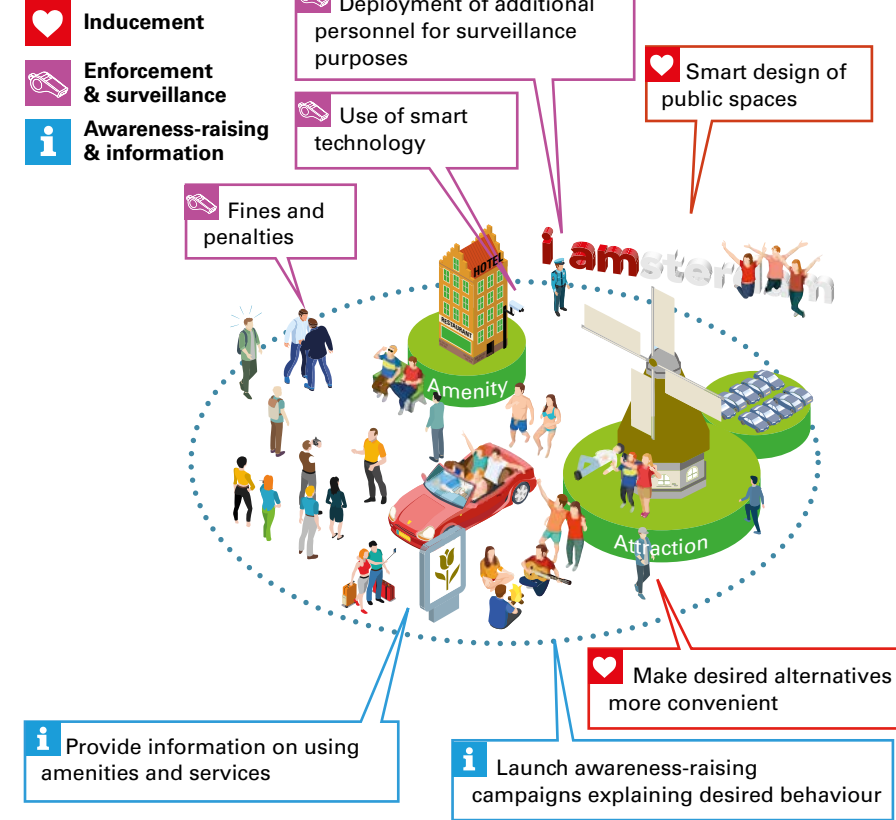 Inducement
Enforcement
& surveillance
Awareness-raising
& information
Deployment of additional
personnel for surveillance
purposes
Smart design of
public spaces
Use of smart
technology
Fines and
penalties
HOTEL
RESTAURANT
i amsterdam
Amenity
Attraction
Make desired alternatives
more convenient
Provide information on using
amenities and services
Launch awareness-raising
campaigns explaining desired behaviour